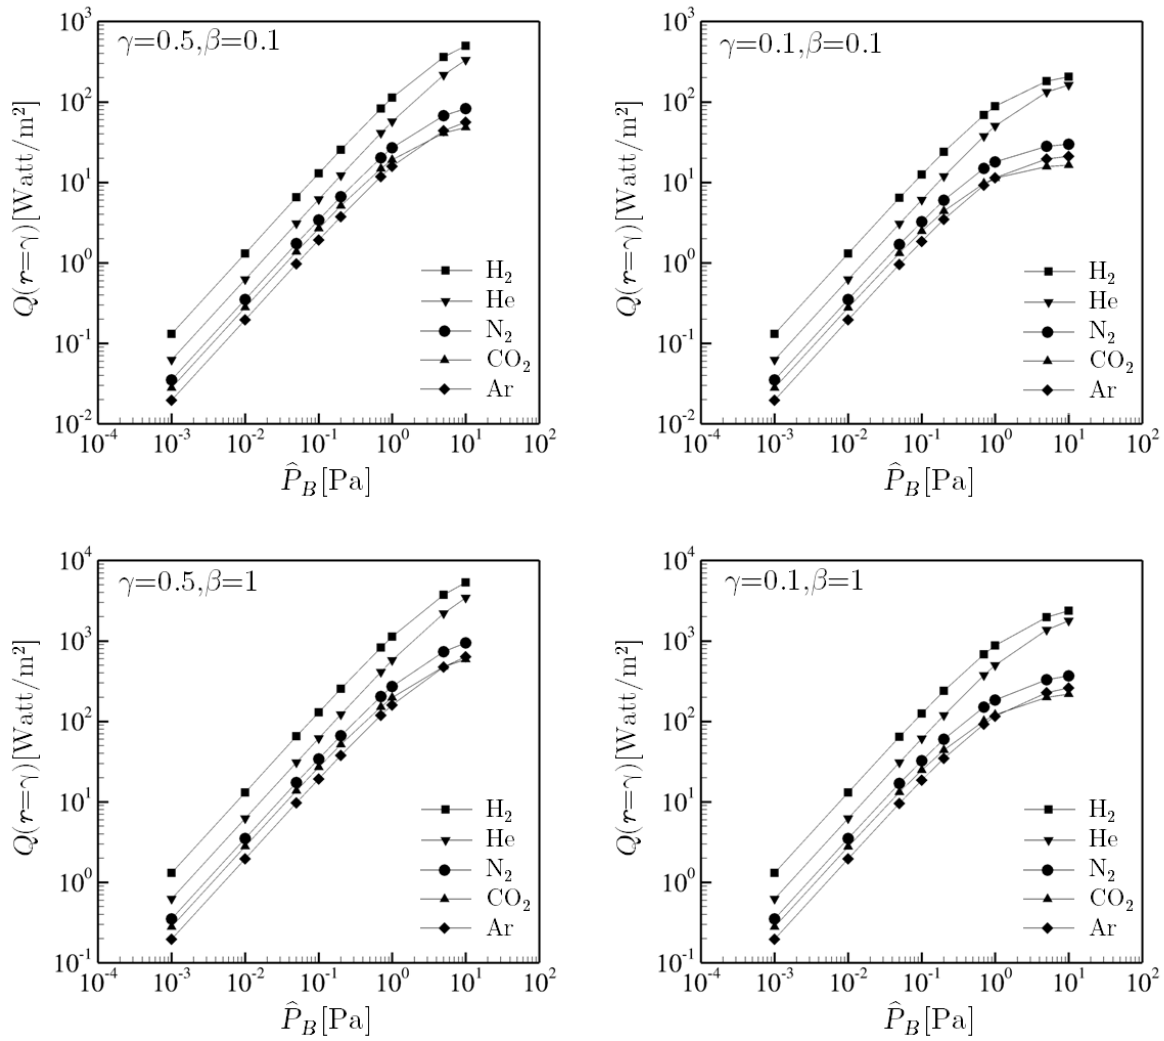 γ=0.5,β=0.1
Q(r=γ)[Watt/m²]
10³
10²
10¹
10⁰
10⁻¹
10⁻²
H₂
He
N₂
CO₂
Ar
10⁻⁴ 10⁻³ 10⁻² 10⁻¹ 10⁰ 10¹ 10²
P̂_B[Pa]
γ=0.1,β=0.1
Q(r=γ)[Watt/m²]
10³
10²
10¹
10⁰
10⁻¹
10⁻²
H₂
He
N₂
CO₂
Ar
10⁻⁴ 10⁻³ 10⁻² 10⁻¹ 10⁰ 10¹ 10²
P̂_B[Pa]
γ=0.5,β=1
Q(r=γ)[Watt/m²]
10⁴
10³
10²
10¹
10⁰
10⁻¹
H₂
He
N₂
CO₂
Ar
10⁻⁴ 10⁻³ 10⁻² 10⁻¹ 10⁰ 10¹ 10²
P̂_B[Pa]
γ=0.1,β=1
Q(r=γ)[Watt/m²]
10⁴
10³
10²
10¹
10⁰
10⁻¹
H₂
He
N₂
CO₂
Ar
10⁻⁴ 10⁻³ 10⁻² 10⁻¹ 10⁰ 10¹ 10²
P̂_B[Pa]